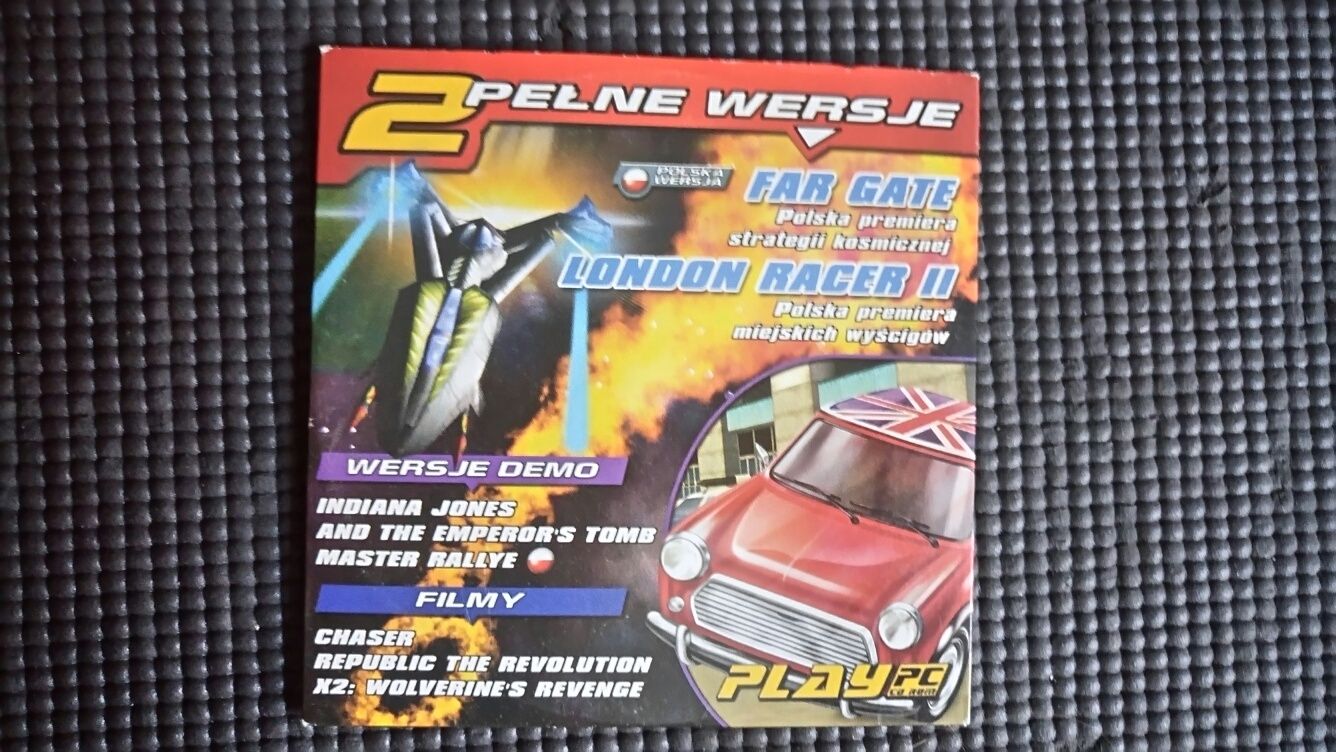 2 PEŁNE WERSJE
POLSKA
WERSJA
FAR GATE
Polska premiera
strategii kosmicznej
LONDON RACER II
Polska premiera
miejskich wyścigów
WERSJE DEMO
INDIANA JONES
AND THE EMPEROR'S TOMB
MASTER RALLYE
FILMY
CHASER
REPUBLIC THE REVOLUTION
X2: WOLVERINE'S REVENGE
PLAY PC
CD ROM